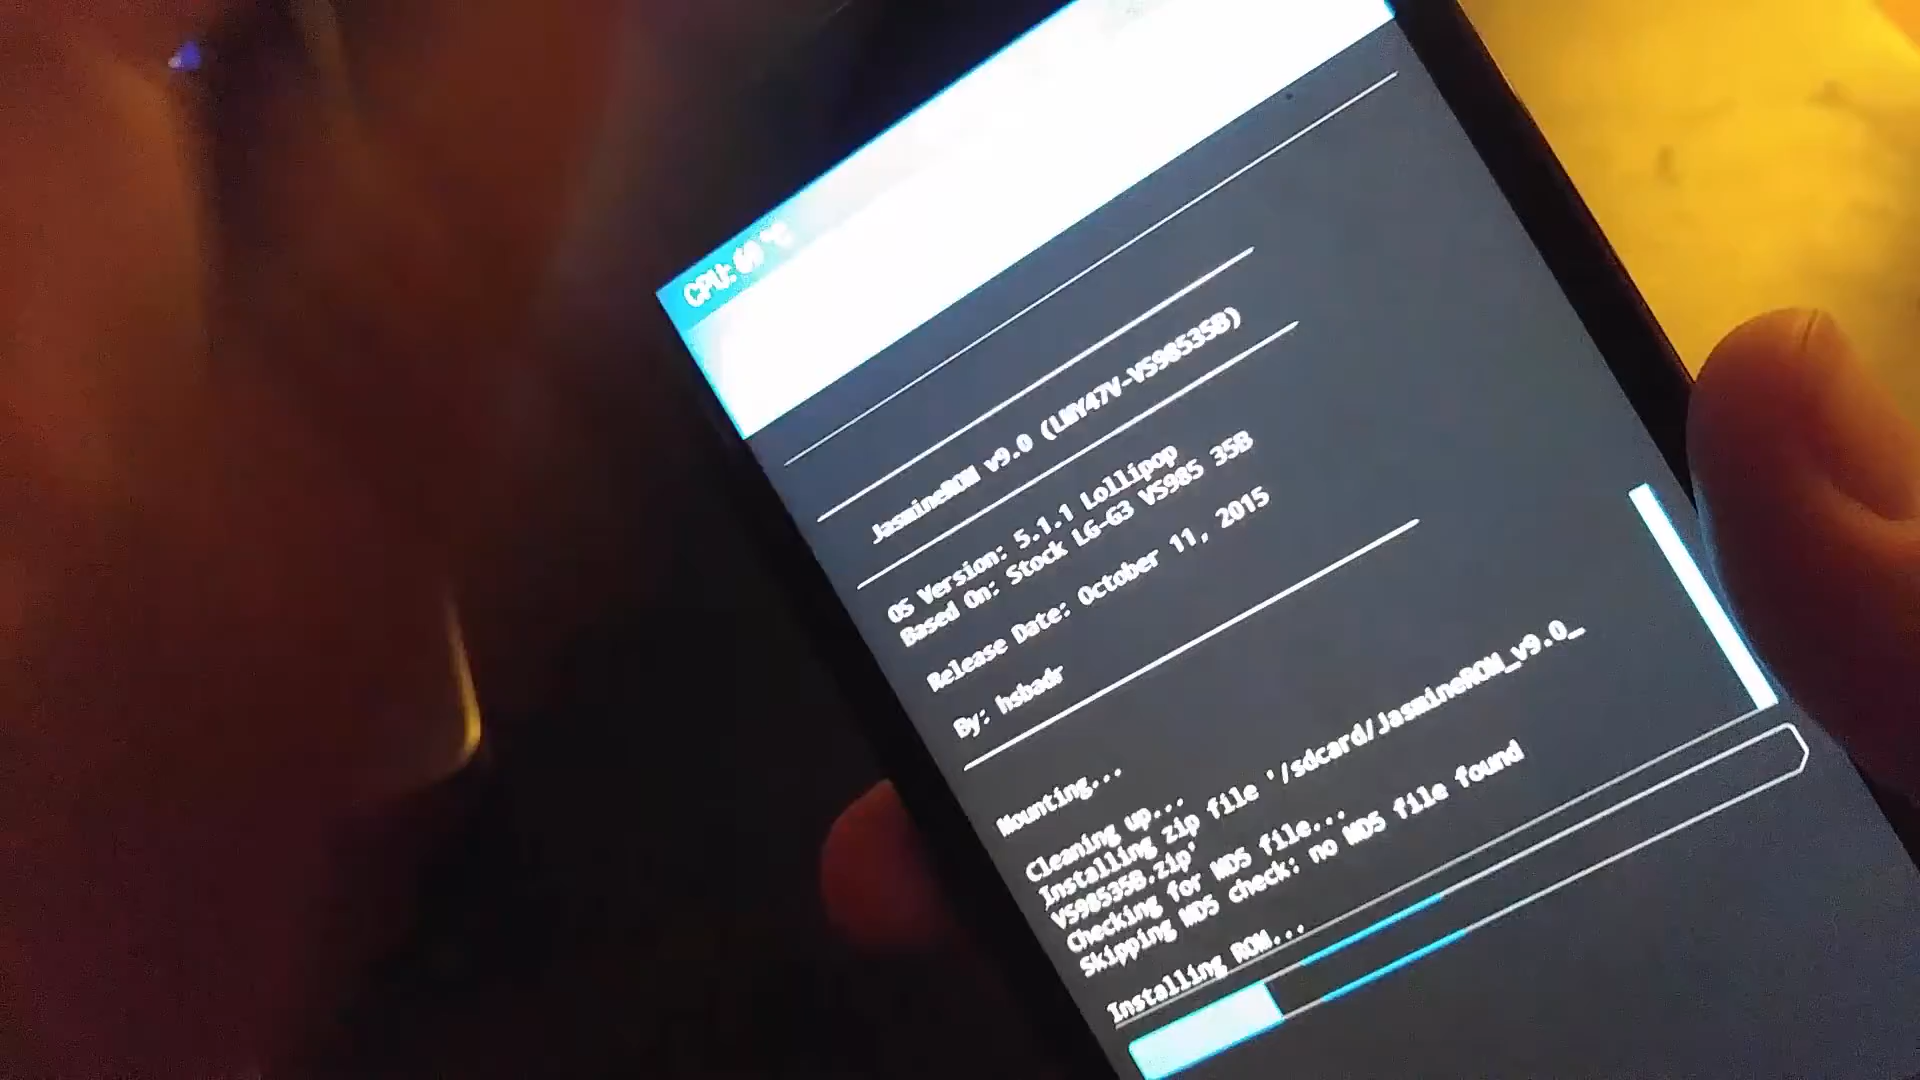 CPU: 60 °C
JasmineROM v9.0 (LMY47V-VS98535B)
OS Version: 5.1.1 Lollipop
Based On: Stock LG-G3 VS985 35B
Release Date: October 11, 2015
By: hsbadr
Mounting...
Cleaning up...
Installing zip file '/sdcard/JasmineROM_v9.0_
VS98535B.zip'
Checking for MD5 file...
Skipping MD5 check: no MD5 file found
Installing ROM...